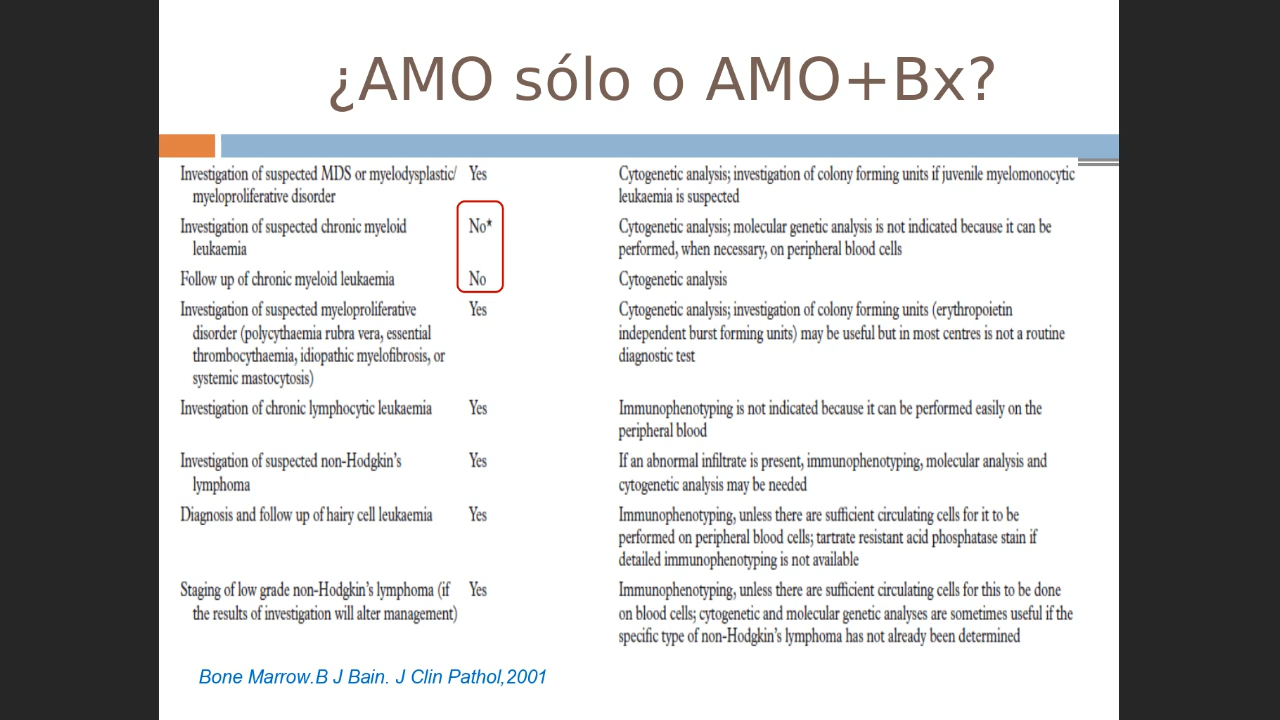 ¿AMO sólo o AMO+Bx?
Investigation of suspected MDS or myelodysplastic/ Yes Cytogenetic analysis; investigation of colony forming units if juvenile myelomonocytic
myeloproliferative disorder leukaemia is suspected
Investigation of suspected chronic myeloid No* Cytogenetic analysis; molecular genetic analysis is not indicated because it can be
leukaemia performed, when necessary, on peripheral blood cells
Follow up of chronic myeloid leukaemia No Cytogenetic analysis
Investigation of suspected myeloproliferative Yes Cytogenetic analysis; investigation of colony forming units (erythropoietin
disorder (polycythaemia rubra vera, essential independent burst forming units) may be useful but in most centres is not a routine
thrombocythaemia, idiopathic myelofibrosis, or diagnostic test
systemic mastocytosis)
Investigation of chronic lymphocytic leukaemia Yes Immunophenotyping is not indicated because it can be performed easily on the
peripheral blood
Investigation of suspected non-Hodgkin's Yes If an abnormal infiltrate is present, immunophenotyping, molecular analysis and
lymphoma cytogenetic analysis may be needed
Diagnosis and follow up of hairy cell leukaemia Yes Immunophenotyping, unless there are sufficient circulating cells for it to be
performed on peripheral blood cells; tartrate resistant acid phosphatase stain if
detailed immunophenotyping is not available
Staging of low grade non-Hodgkin's lymphoma (if Yes Immunophenotyping, unless there are sufficient circulating cells for this to be done
the results of investigation will alter management) on blood cells; cytogenetic and molecular genetic analyses are sometimes useful if the
specific type of non-Hodgkin's lymphoma has not already been determined
Bone Marrow.B J Bain. J Clin Pathol,2001